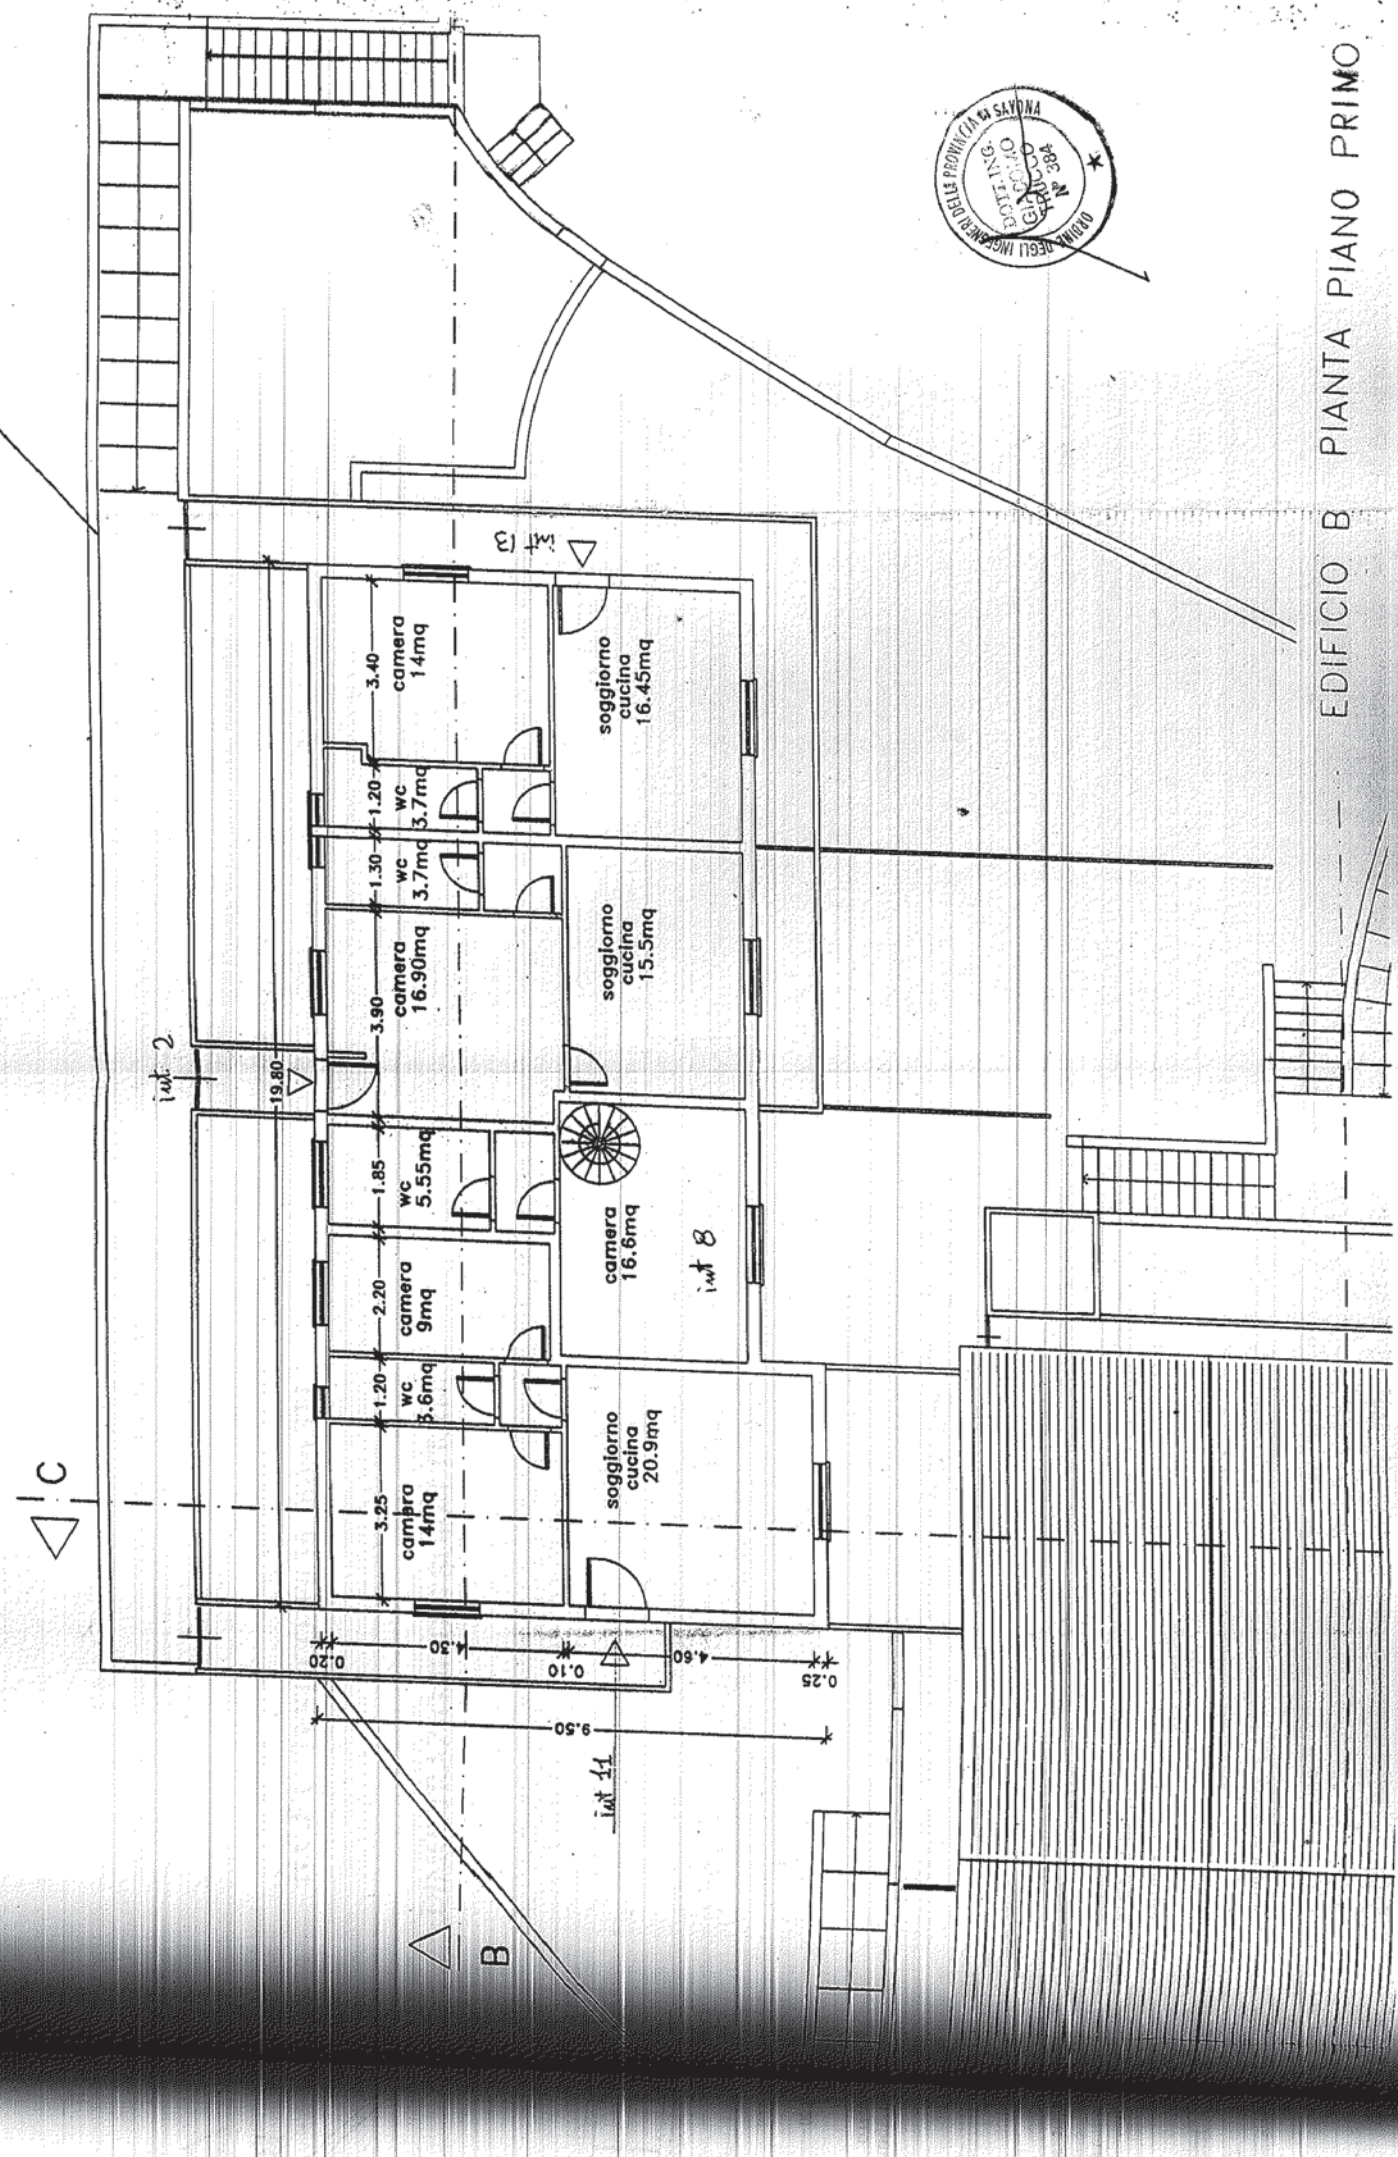 EDIFICIO B PIANTA PIANO PRIMO
ORDINE DEGLI INGEGNERI DELLA PROVINCIA di SAVONA
DOTT. ING.
GIACOMO
TRUCCO
N° 384
int 13
camera
14mq
3.40
soggiorno
cucina
16.45mq
1.20
wc
3.7mq
1.30
wc
3.7mq
3.90
camera
16.90mq
soggiorno
cucina
15.5mq
int 2
19.80
1.85
wc
5.55mq
2.20
camera
9mq
camera
16.6mq
int 8
1.20
wc
3.6mq
3.25
camera
14mq
soggiorno
cucina
20.9mq
C
0.20
4.30
0.10
4.60
0.25
9.50
int 11
B